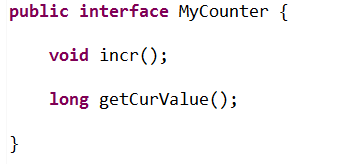 public interface MyCounter {
void incr();
long getCurValue();
}